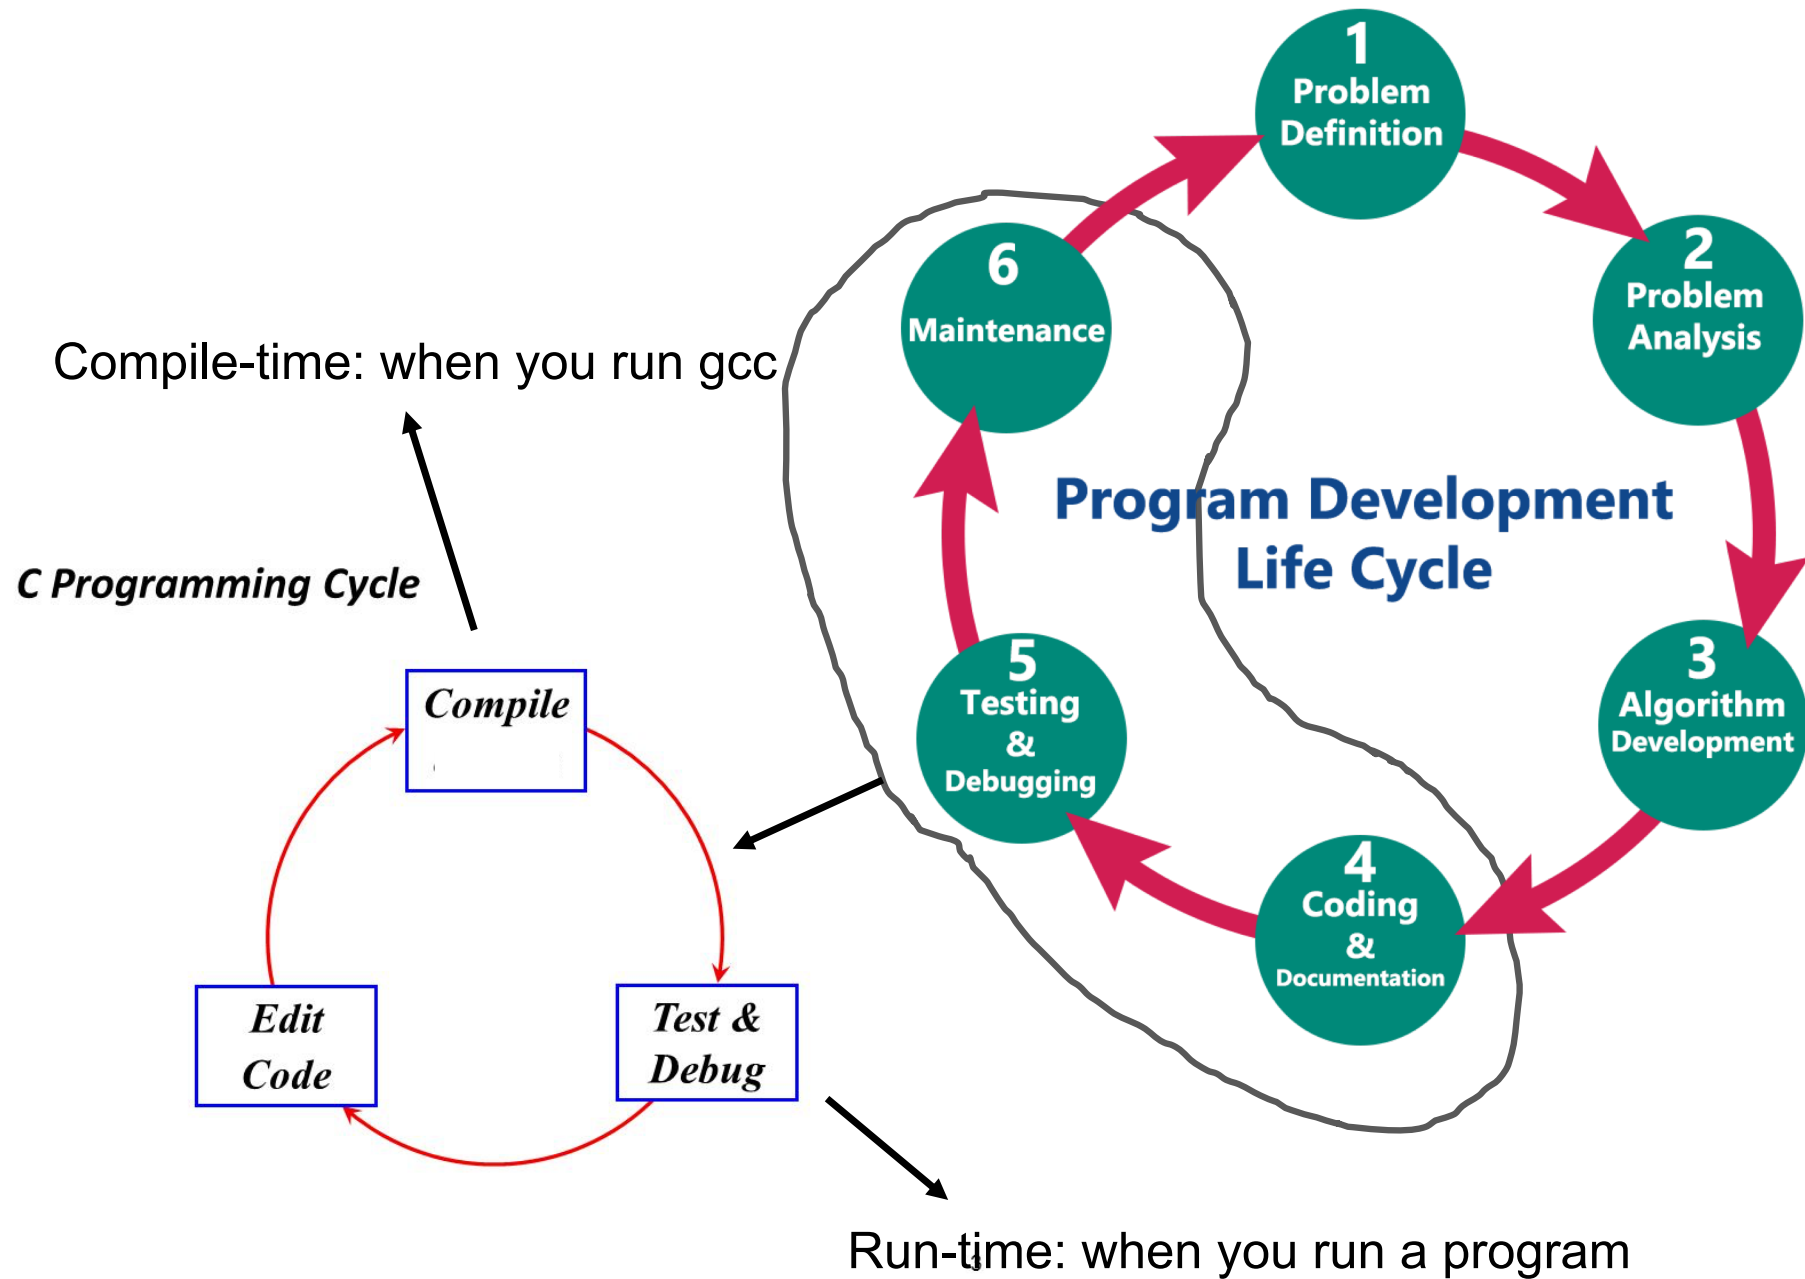 1
Problem
Definition
2
Problem
Analysis
6
Maintenance
Compile-time: when you run gcc
Program Development
Life Cycle
C Programming Cycle
5
Testing
&
Debugging
3
Algorithm
Development
Compile
4
Coding
&
Documentation
Edit
Code
Test &
Debug
Run-time: when you run a program
3